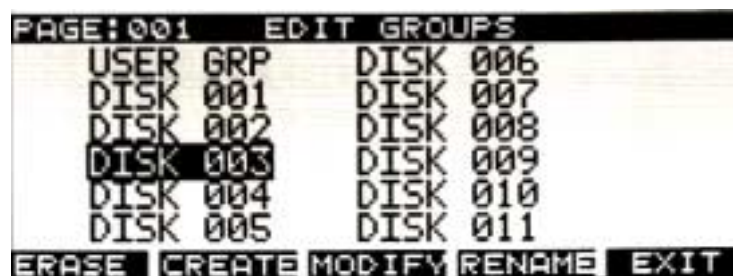 PAGE:001 EDIT GROUPS
USER GRP DISK 006
DISK 001 DISK 007
DISK 002 DISK 008
DISK 003 DISK 009
DISK 004 DISK 010
DISK 005 DISK 011
ERASE CREATE MODIFY RENAME EXIT